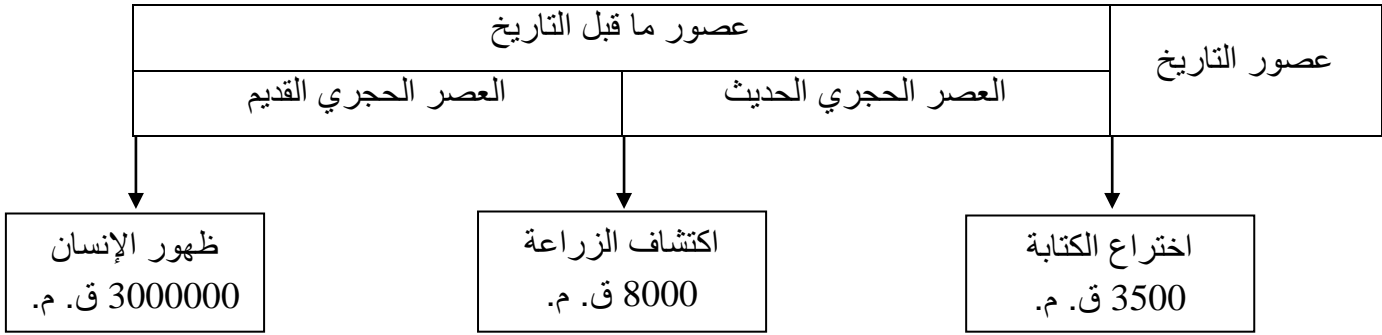 عصور التاريخ
عصور ما قبل التاريخ
العصر الحجري الحديث
العصر الحجري القديم
اختراع الكتابة
3500 ق. م.
اكتشاف الزراعة
8000 ق. م.
ظهور الإنسان
3000000 ق. م.